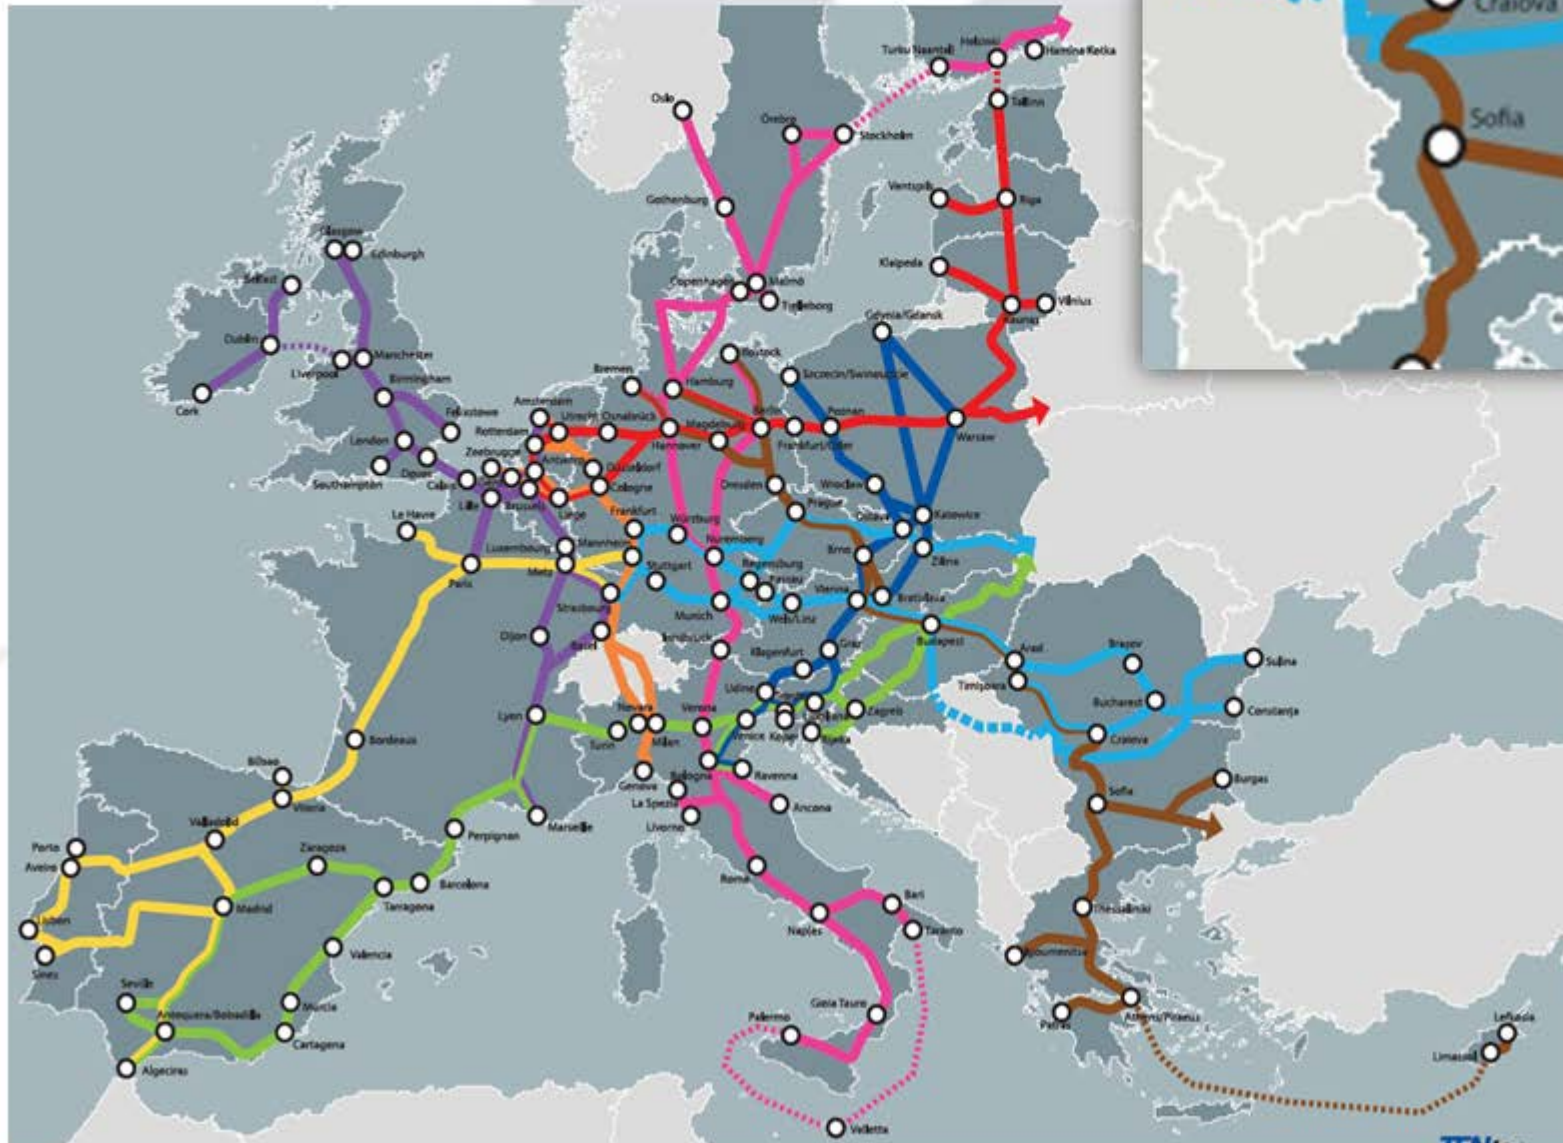 Craiova
Sofia
Turku/Naantali
Helsinki
Hamina/Kotka
Oslo
Örebro
Stockholm
Tallinn
Ventspils
Riga
Gothenburg
Glasgow
Edinburgh
Klaipeda
Belfast
Copenhagen
Malmö
Trelleborg
Vilnius
Kaunas
Gdynia/Gdansk
Dublin
Liverpool
Manchester
Rostock
Bremen
Hamburg
Szczecin/Swinoujscie
Birmingham
Cork
Felixstowe
Amsterdam
Utrecht
Osnabrück
Rotterdam
Hannover
Magdeburg
Berlin
Frankfurt/Oder
Poznan
Warsaw
London
Zeebrugge
Dover
Southampton
Calais
Antwerp
Düsseldorf
Cologne
Dresden
Wroclaw
Lille
Brussels
Liège
Le Havre
Frankfurt
Würzburg
Prague
Ostrava
Katowice
Luxembourg
Mannheim
Nuremberg
Brno
Zilina
Paris
Metz
Stuttgart
Regensburg
Passau
Strasbourg
Munich
Wels/Linz
Vienna
Bratislava
Dijon
Basel
Innsbruck
Klagenfurt
Graz
Budapest
Arad
Brasov
Sulina
Timişoara
Udine
Lyon
Novara
Verona
Ljubljana
Zagreb
Bucharest
Constanţa
Turin
Milan
Venice
Koper
Rijeka
Craiova
Bordeaux
Bilbao
Genova
Bologna
Ravenna
Burgas
Vitoria
La Spezia
Ancona
Sofia
Livorno
Marseille
Valladolid
Perpignan
Porto
Aveiro
Zaragoza
Barcelona
Roma
Bari
Tarragona
Madrid
Thessaloniki
Lisbon
Naples
Taranto
Valencia
Igoumenitsa
Sines
Seville
Murcia
Gioia Tauro
Antequera/Bobadilla
Palermo
Patras
Athens/Piraeus
Lefkosia
Cartagena
Limassol
Algeciras
Valletta